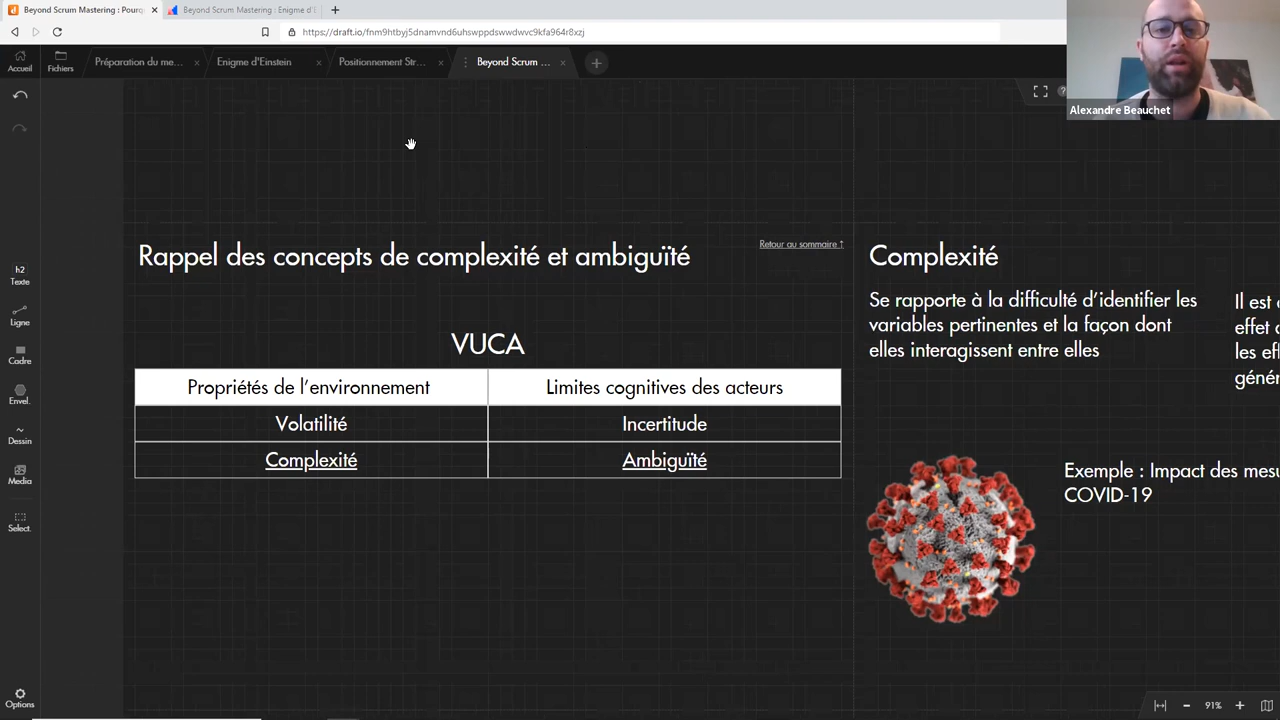 Beyond Scrum Mastering : Pourq
Beyond Scrum Mastering : Enigme d'E
https://draft.io/fnm9htbyj5dnamvnd6uhswppdswwdwvc9kfa964r8xzj
Accueil
Fichiers
Préparation du me...
Enigme d'Einstein
Positionnement Str...
Beyond Scrum ...
Alexandre Beauchet
h2
Texte
Ligne
Cadre
Envel.
Dessin
Media
Select.
Options
Rappel des concepts de complexité et ambiguïté
Retour au sommaire ↑
VUCA
Propriétés de l'environnement
Limites cognitives des acteurs
Volatilité
Incertitude
Complexité
Ambiguïté
Complexité
Se rapporte à la difficulté d'identifier les
variables pertinentes et la façon dont
elles interagissent entre elles
Il est
effet
les ef
génér
Exemple : Impact des mesu
COVID-19
91%